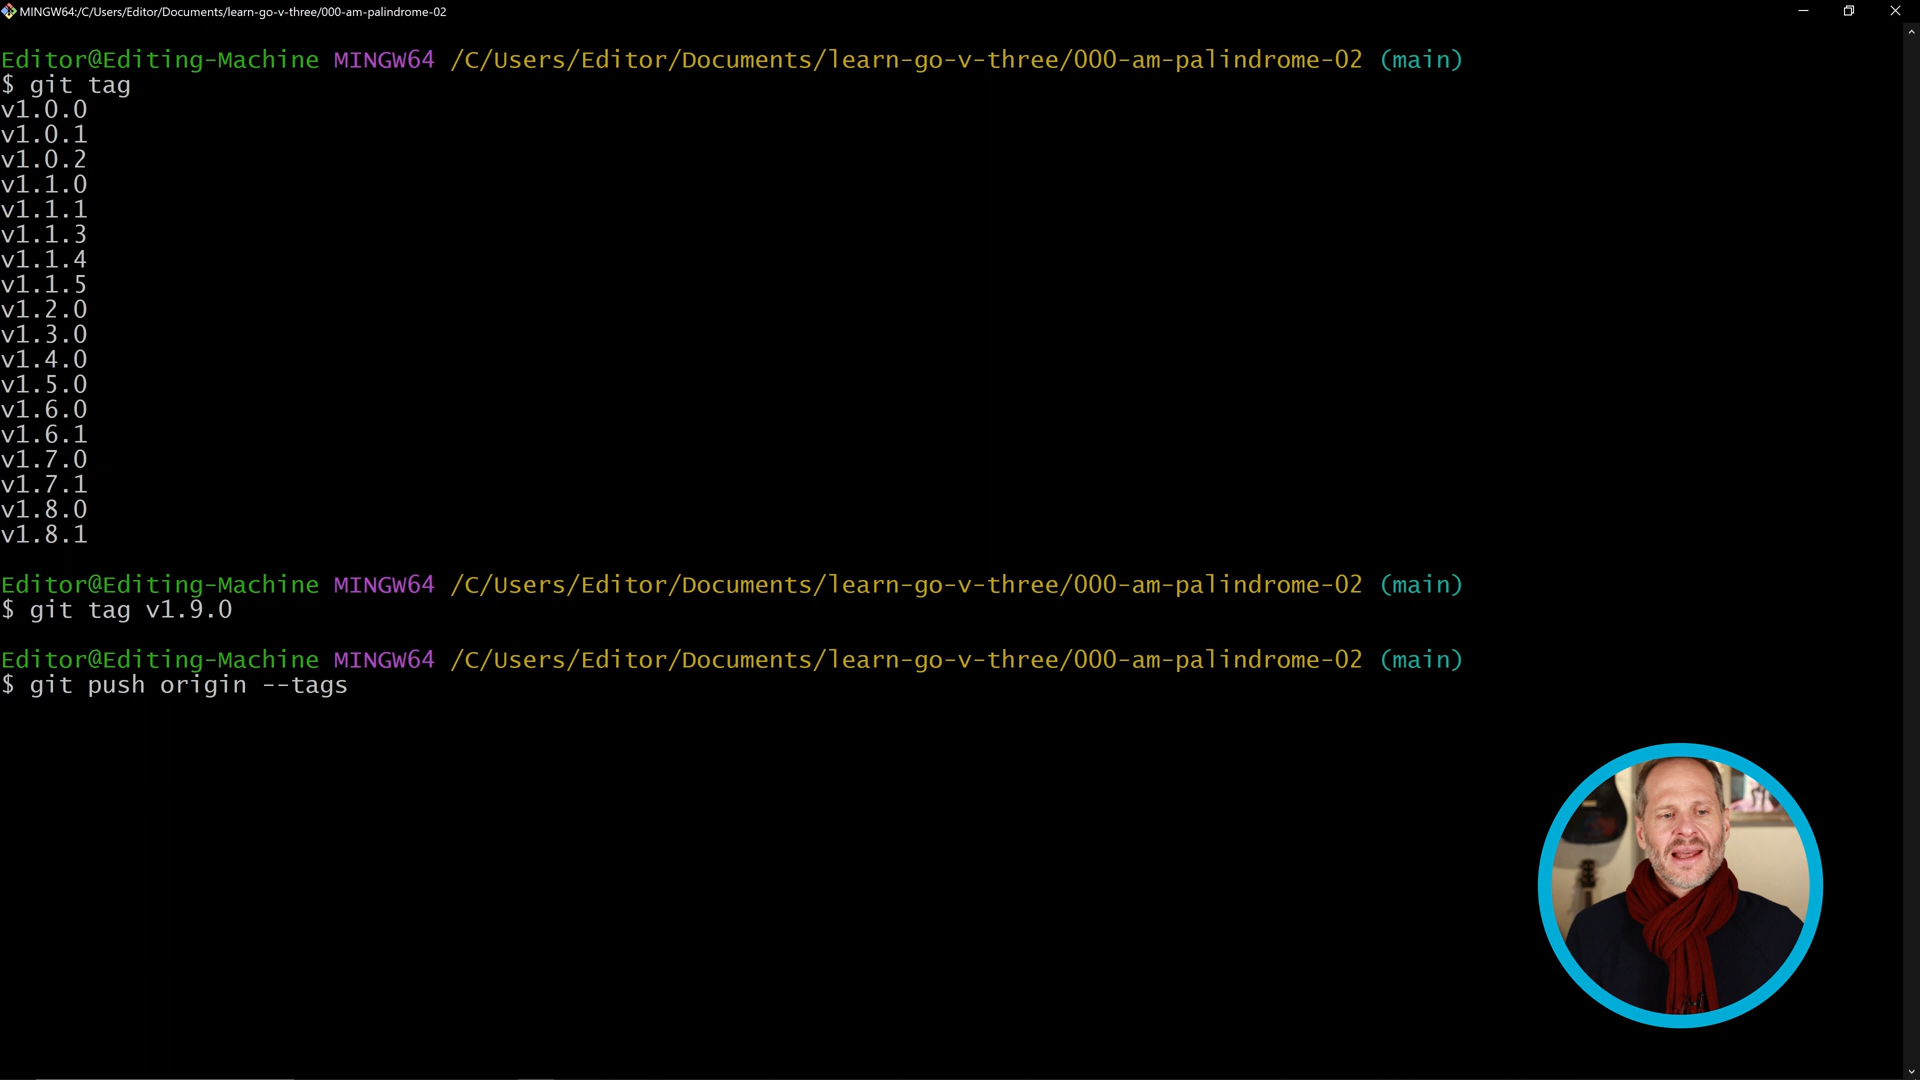 MINGW64:/C/Users/Editor/Documents/learn-go-v-three/000-am-palindrome-02
Editor@Editing-Machine MINGW64 /C/Users/Editor/Documents/learn-go-v-three/000-am-palindrome-02 (main)
$ git tag
v1.0.0
v1.0.1
v1.0.2
v1.1.0
v1.1.1
v1.1.3
v1.1.4
v1.1.5
v1.2.0
v1.3.0
v1.4.0
v1.5.0
v1.6.0
v1.6.1
v1.7.0
v1.7.1
v1.8.0
v1.8.1
Editor@Editing-Machine MINGW64 /C/Users/Editor/Documents/learn-go-v-three/000-am-palindrome-02 (main)
$ git tag v1.9.0
Editor@Editing-Machine MINGW64 /C/Users/Editor/Documents/learn-go-v-three/000-am-palindrome-02 (main)
$ git push origin --tags